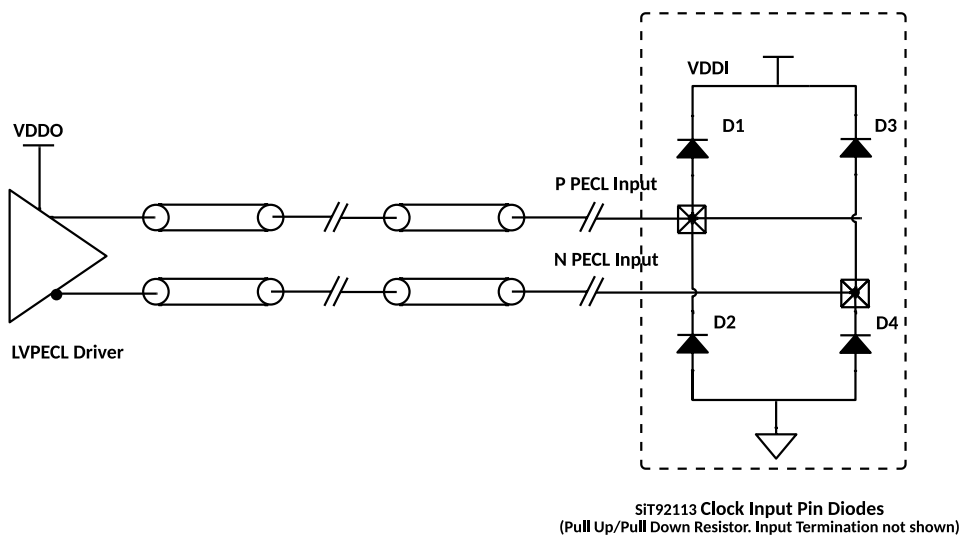 VDDI
D1
D3
VDDO
P PECL Input
N PECL Input
D2
D4
LVPECL Driver
SiT92113 Clock Input Pin Diodes
(Pull Up/Pull Down Resistor. Input Termination not shown)